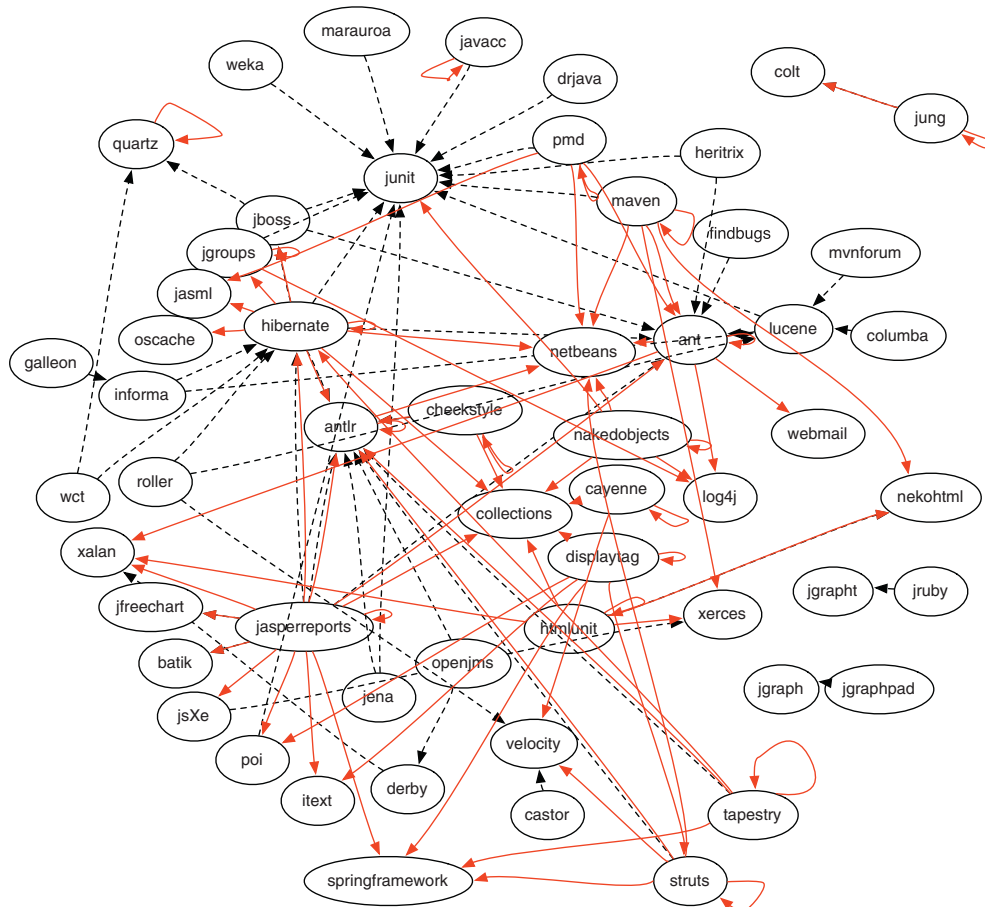 marauroa
javacc
weka
drjava
colt
jung
quartz
pmd
heritrix
junit
maven
jboss
findbugs
jgroups
mvnforum
jasml
hibernate
oscache
lucene
columba
ant
netbeans
galleon
informa
checkstyle
antlr
nakedobjects
webmail
roller
wct
cayenne
log4j
nekohtml
collections
xalan
displaytag
jgrapht
jruby
jfreechart
jasperreports
htmlunit
xerces
batik
openjms
jena
jgraph
jgraphpad
jsXe
poi
velocity
derby
itext
castor
tapestry
springframework
struts